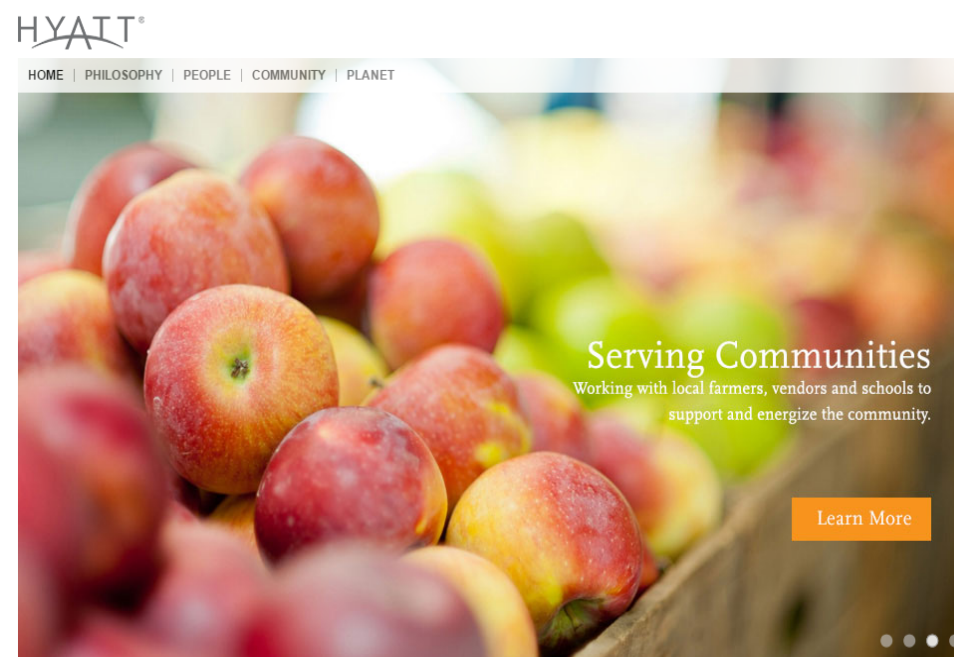 HYATT®
HOME | PHILOSOPHY | PEOPLE | COMMUNITY | PLANET
Serving Communities
Working with local farmers, vendors and schools to
support and energize the community.
Learn More